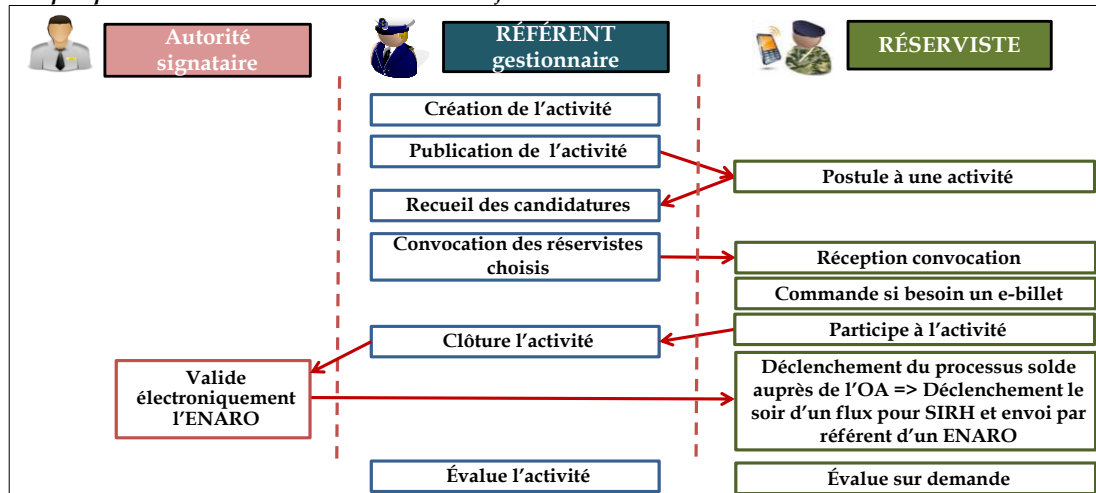 Autorité
signataire
RÉFÉRENT
gestionnaire
RÉSERVISTE
Création de l’activité
Publication de l’activité
Postule à une activité
Recueil des candidatures
Convocation des réservistes
choisis
Réception convocation
Commande si besoin un e-billet
Participe à l’activité
Clôture l’activité
Valide
électroniquement
l’ENARO
Déclenchement du processus solde
auprès de l’OA => Déclenchement le
soir d’un flux pour SIRH et envoi par
référent d’un ENARO
Évalue l’activité
Évalue sur demande